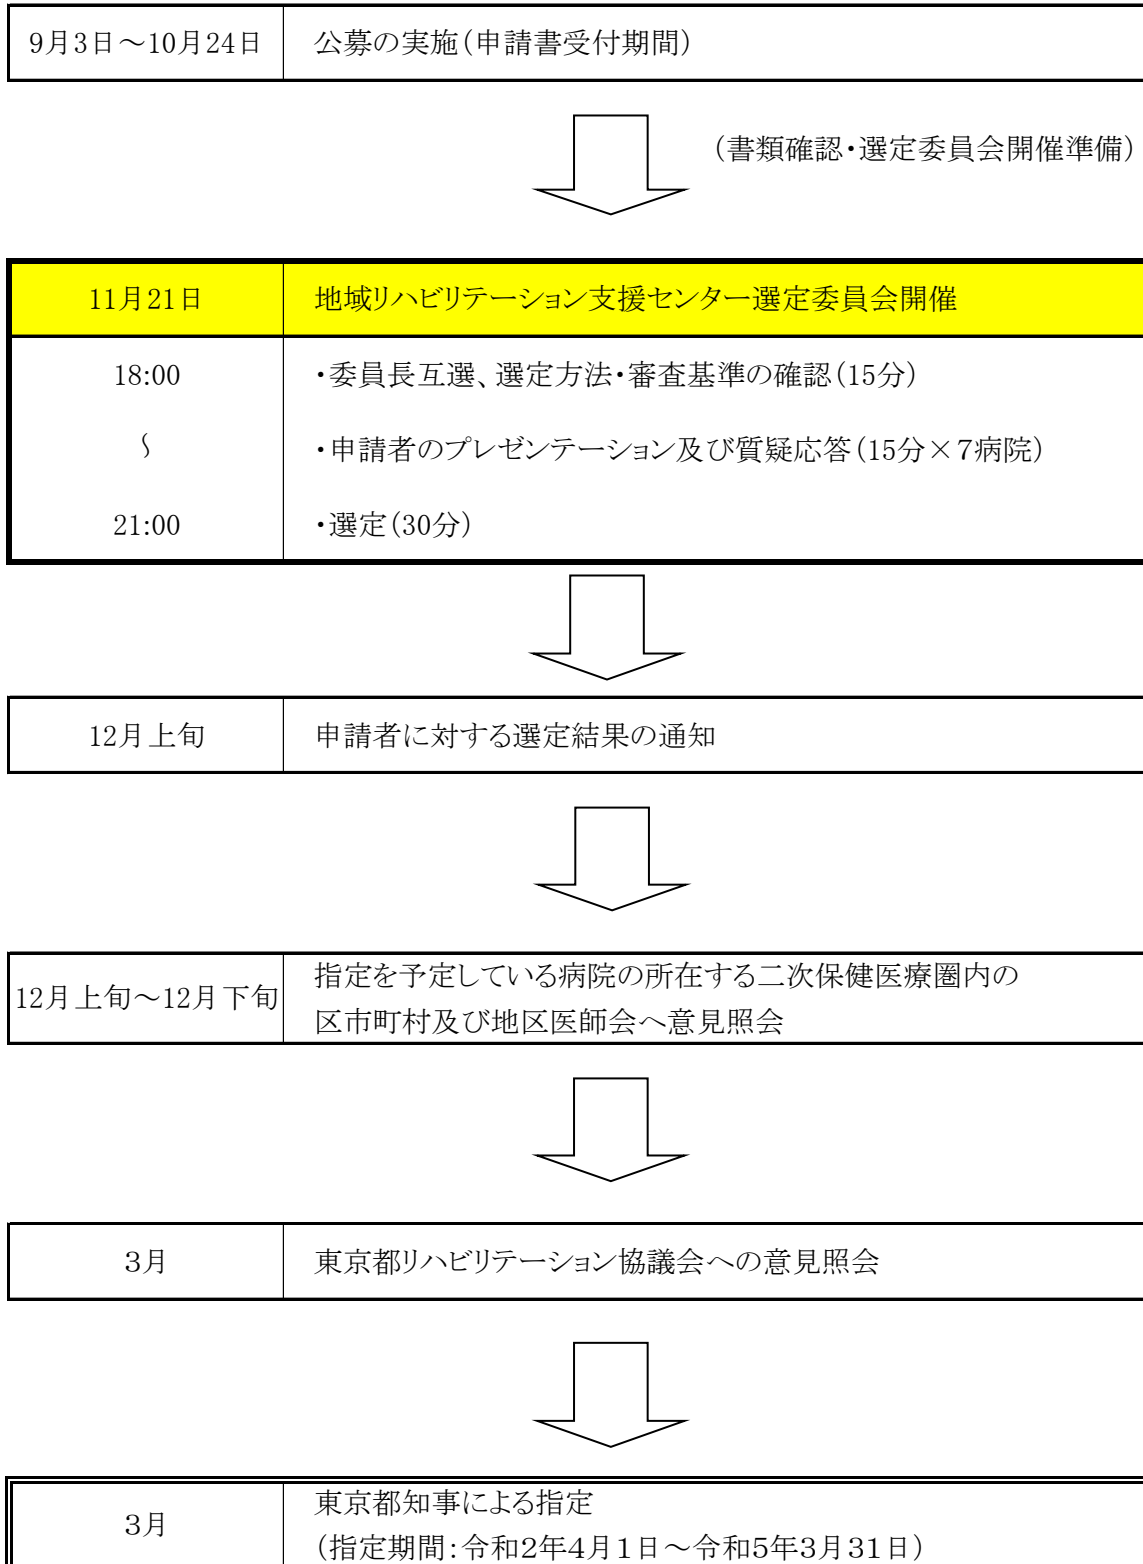 9月3日～10月24日 公募の実施（申請書受付期間）
（書類確認・選定委員会開催準備）
11月21日 地域リハビリテーション支援センター選定委員会開催
18:00 ・委員長互選、選定方法・審査基準の確認（15分）
～ ・申請者のプレゼンテーション及び質疑応答（15分×７病院）
21:00 ・選定（30分）
12月上旬 申請者に対する選定結果の通知
12月上旬～12月下旬 指定を予定している病院の所在する二次保健医療圏内の
区市町村及び地区医師会へ意見照会
３月 東京都リハビリテーション協議会への意見照会
３月 東京都知事による指定
（指定期間：令和２年４月１日～令和５年３月３１日）